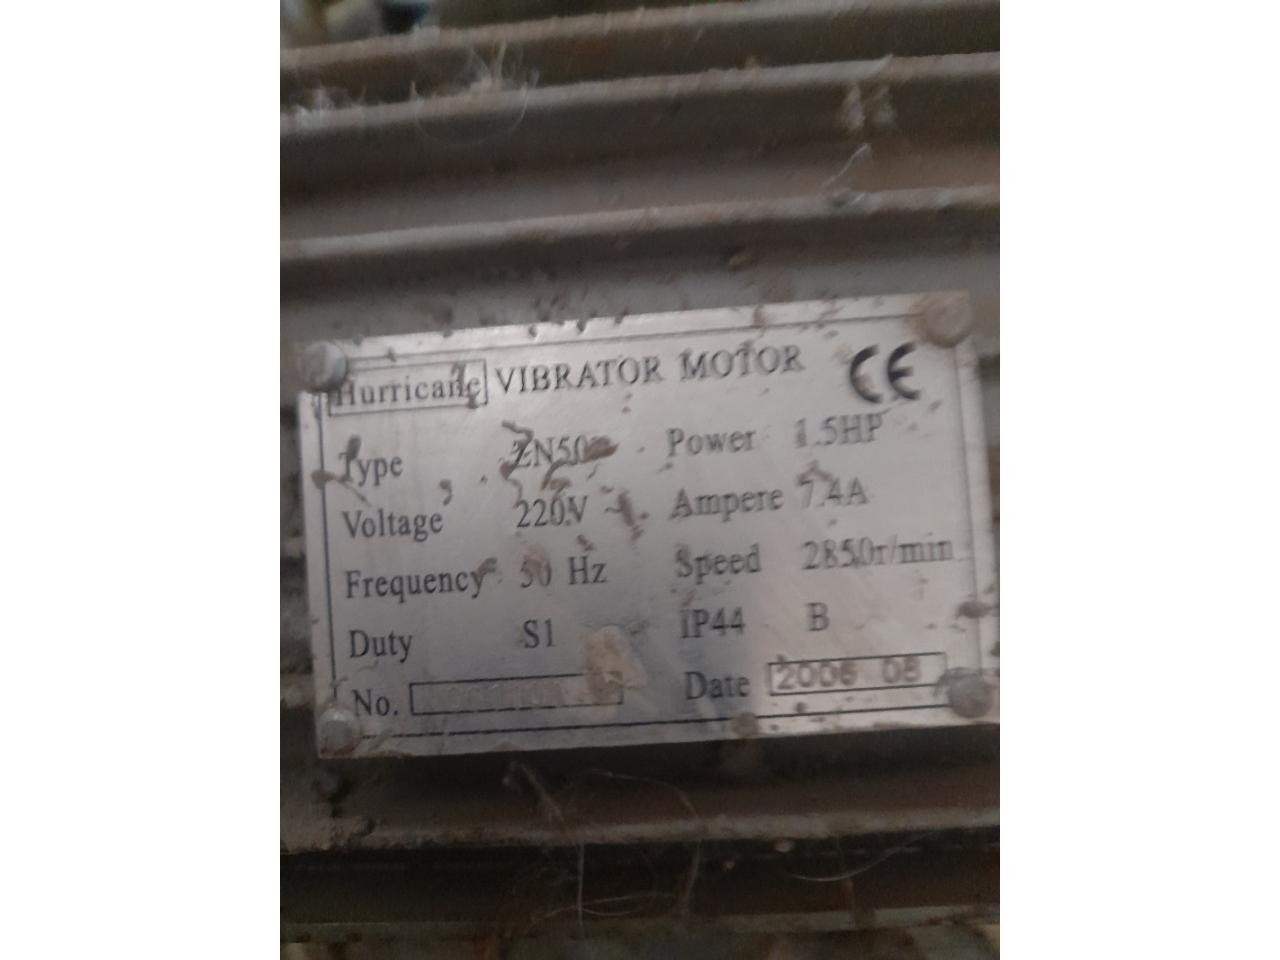 Hurricane VIBRATOR MOTOR CE
Type ZN50 Power 1.5HP
Voltage 220V Ampere 7.4A
Frequency 50 Hz Speed 2850r/min
Duty S1 IP44 B
No. Date 2006 08